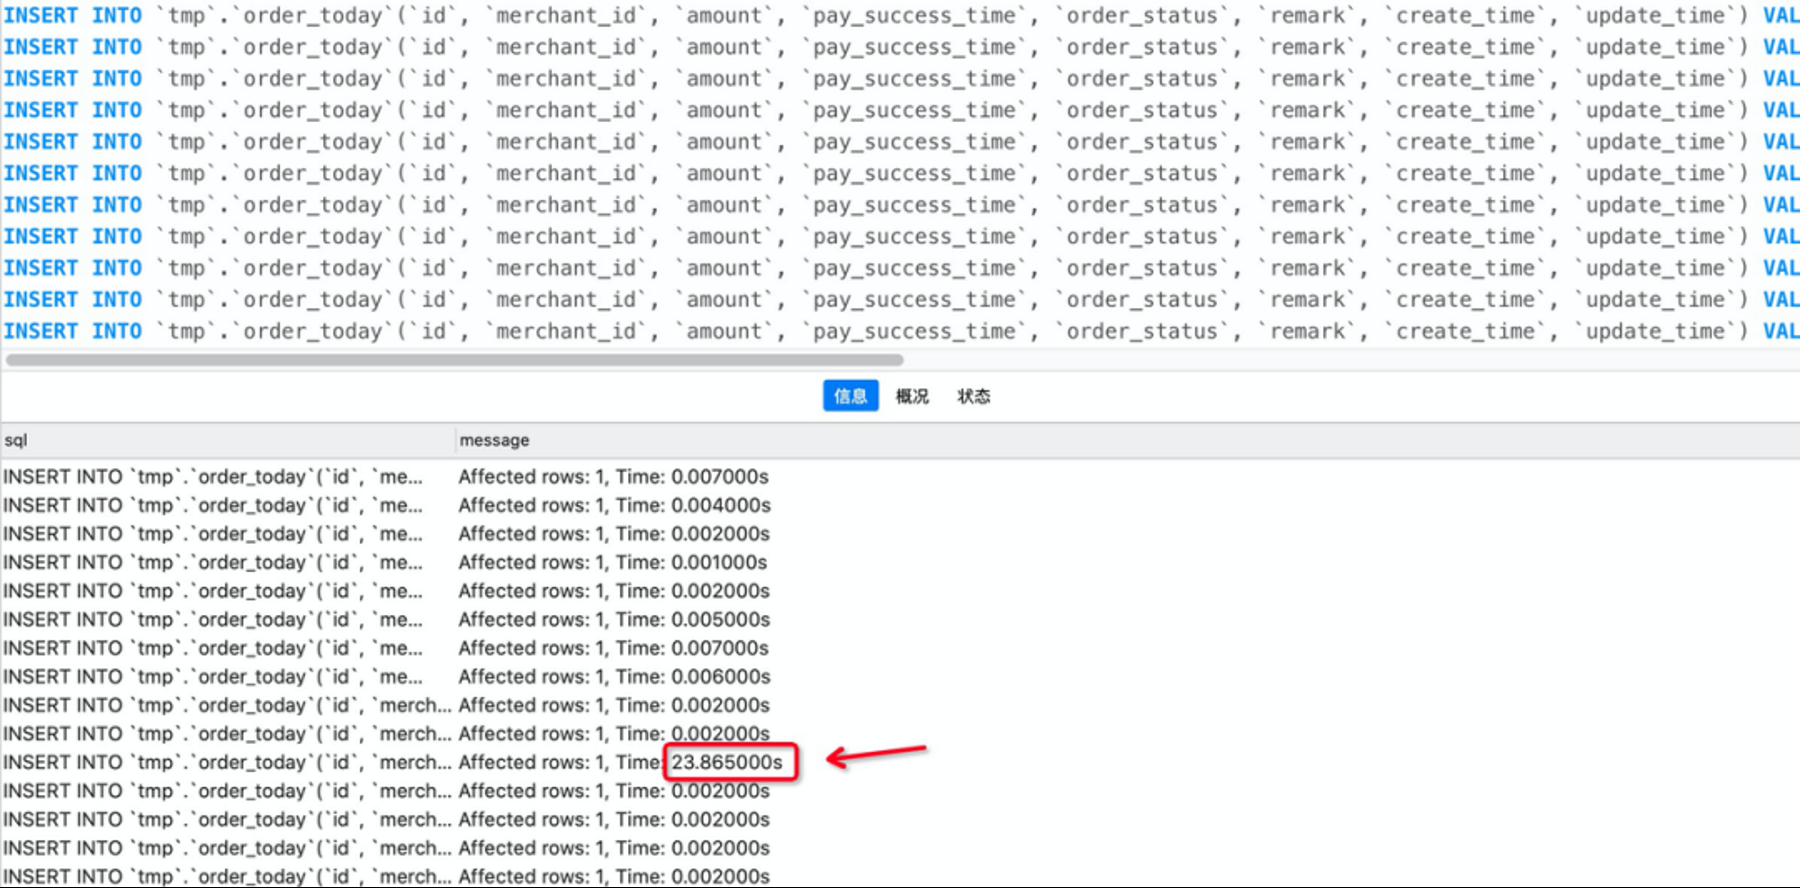 INSERT INTO `tmp`.`order_today`(`id`, `merchant_id`, `amount`, `pay_success_time`, `order_status`, `remark`, `create_time`, `update_time`) VAL
INSERT INTO `tmp`.`order_today`(`id`, `merchant_id`, `amount`, `pay_success_time`, `order_status`, `remark`, `create_time`, `update_time`) VAL
INSERT INTO `tmp`.`order_today`(`id`, `merchant_id`, `amount`, `pay_success_time`, `order_status`, `remark`, `create_time`, `update_time`) VAL
INSERT INTO `tmp`.`order_today`(`id`, `merchant_id`, `amount`, `pay_success_time`, `order_status`, `remark`, `create_time`, `update_time`) VAL
INSERT INTO `tmp`.`order_today`(`id`, `merchant_id`, `amount`, `pay_success_time`, `order_status`, `remark`, `create_time`, `update_time`) VAL
INSERT INTO `tmp`.`order_today`(`id`, `merchant_id`, `amount`, `pay_success_time`, `order_status`, `remark`, `create_time`, `update_time`) VAL
INSERT INTO `tmp`.`order_today`(`id`, `merchant_id`, `amount`, `pay_success_time`, `order_status`, `remark`, `create_time`, `update_time`) VAL
INSERT INTO `tmp`.`order_today`(`id`, `merchant_id`, `amount`, `pay_success_time`, `order_status`, `remark`, `create_time`, `update_time`) VAL
INSERT INTO `tmp`.`order_today`(`id`, `merchant_id`, `amount`, `pay_success_time`, `order_status`, `remark`, `create_time`, `update_time`) VAL
INSERT INTO `tmp`.`order_today`(`id`, `merchant_id`, `amount`, `pay_success_time`, `order_status`, `remark`, `create_time`, `update_time`) VAL
INSERT INTO `tmp`.`order_today`(`id`, `merchant_id`, `amount`, `pay_success_time`, `order_status`, `remark`, `create_time`, `update_time`) VAL
信息 概况 状态
sql message
INSERT INTO `tmp`.`order_today`(`id`, `me... Affected rows: 1, Time: 0.007000s
INSERT INTO `tmp`.`order_today`(`id`, `me... Affected rows: 1, Time: 0.004000s
INSERT INTO `tmp`.`order_today`(`id`, `me... Affected rows: 1, Time: 0.002000s
INSERT INTO `tmp`.`order_today`(`id`, `me... Affected rows: 1, Time: 0.001000s
INSERT INTO `tmp`.`order_today`(`id`, `me... Affected rows: 1, Time: 0.002000s
INSERT INTO `tmp`.`order_today`(`id`, `me... Affected rows: 1, Time: 0.005000s
INSERT INTO `tmp`.`order_today`(`id`, `me... Affected rows: 1, Time: 0.007000s
INSERT INTO `tmp`.`order_today`(`id`, `me... Affected rows: 1, Time: 0.006000s
INSERT INTO `tmp`.`order_today`(`id`, `merch... Affected rows: 1, Time: 0.002000s
INSERT INTO `tmp`.`order_today`(`id`, `merch... Affected rows: 1, Time: 0.002000s
INSERT INTO `tmp`.`order_today`(`id`, `merch... Affected rows: 1, Time: 23.865000s
INSERT INTO `tmp`.`order_today`(`id`, `merch... Affected rows: 1, Time: 0.002000s
INSERT INTO `tmp`.`order_today`(`id`, `merch... Affected rows: 1, Time: 0.002000s
INSERT INTO `tmp`.`order_today`(`id`, `merch... Affected rows: 1, Time: 0.002000s
INSERT INTO `tmp`.`order_today`(`id`, `merch... Affected rows: 1, Time: 0.002000s